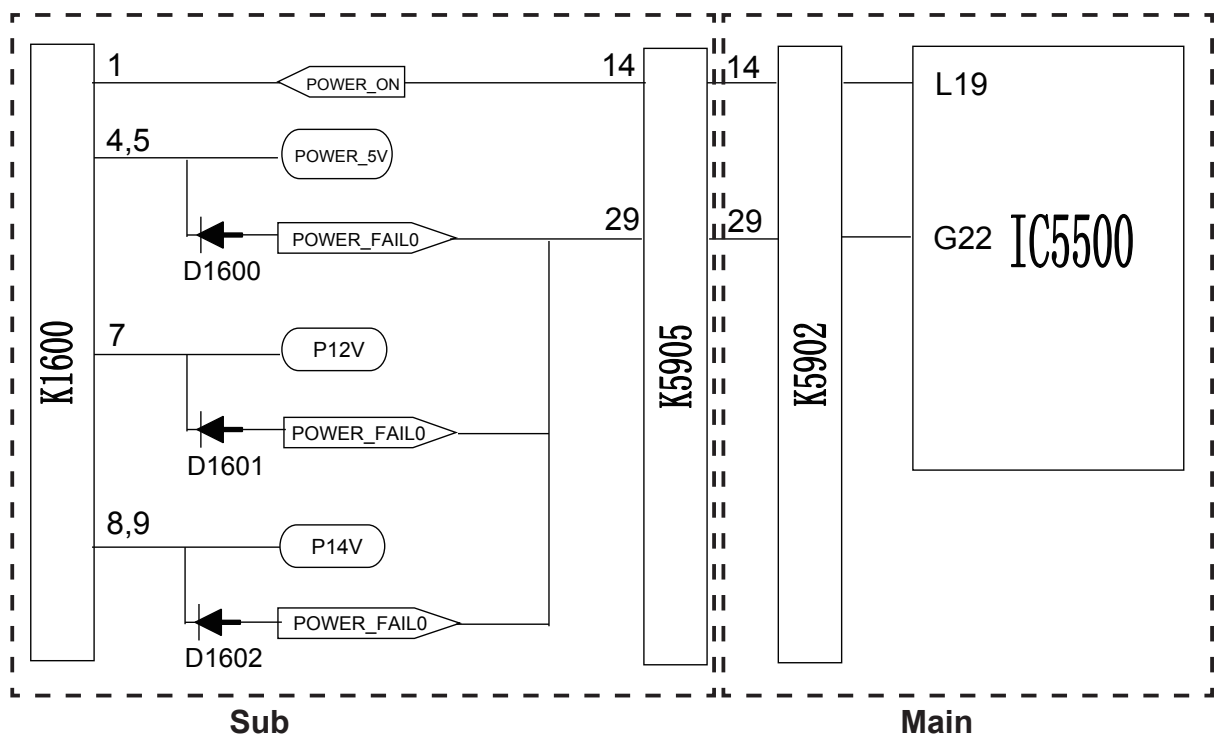 1
POWER_ON
14
14
L19
4,5
POWER_5V
POWER_FAIL0
29
29
G22
IC5500
D1600
K1600
7
P12V
K5905
K5902
POWER_FAIL0
D1601
8,9
P14V
POWER_FAIL0
D1602
Sub
Main